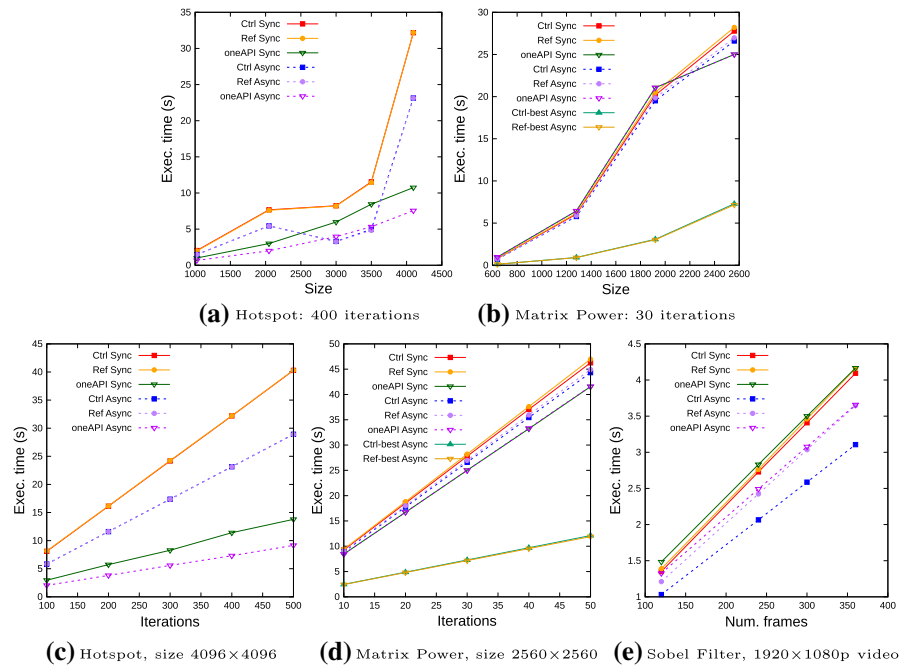 35
30
25
20
15
10
5
0
Exec. time (s)
Ctrl Sync
Ref Sync
oneAPI Sync
Ctrl Async
Ref Async
oneAPI Async
1000 1500 2000 2500 3000 3500 4000 4500
Size
(a) Hotspot: 400 iterations
30
25
20
15
10
5
0
Exec. time (s)
Ctrl Sync
Ref Sync
oneAPI Sync
Ctrl Async
Ref Async
oneAPI Async
Ctrl-best Async
Ref-best Async
600 800 1000 1200 1400 1600 1800 2000 2200 2400 2600
Size
(b) Matrix Power: 30 iterations
45
40
35
30
25
20
15
10
5
0
Exec. time (s)
Ctrl Sync
Ref Sync
oneAPI Sync
Ctrl Async
Ref Async
oneAPI Async
100 150 200 250 300 350 400 450 500
Iterations
(c) Hotspot, size 4096×4096
50
45
40
35
30
25
20
15
10
5
0
Exec. time (s)
Ctrl Sync
Ref Sync
oneAPI Sync
Ctrl Async
Ref Async
oneAPI Async
Ctrl-best Async
Ref-best Async
10 15 20 25 30 35 40 45 50
Iterations
(d) Matrix Power, size 2560×2560
4.5
4
3.5
3
2.5
2
1.5
1
Exec. time (s)
Ctrl Sync
Ref Sync
oneAPI Sync
Ctrl Async
Ref Async
oneAPI Async
100 150 200 250 300 350 400
Num. frames
(e) Sobel Filter, 1920×1080p video